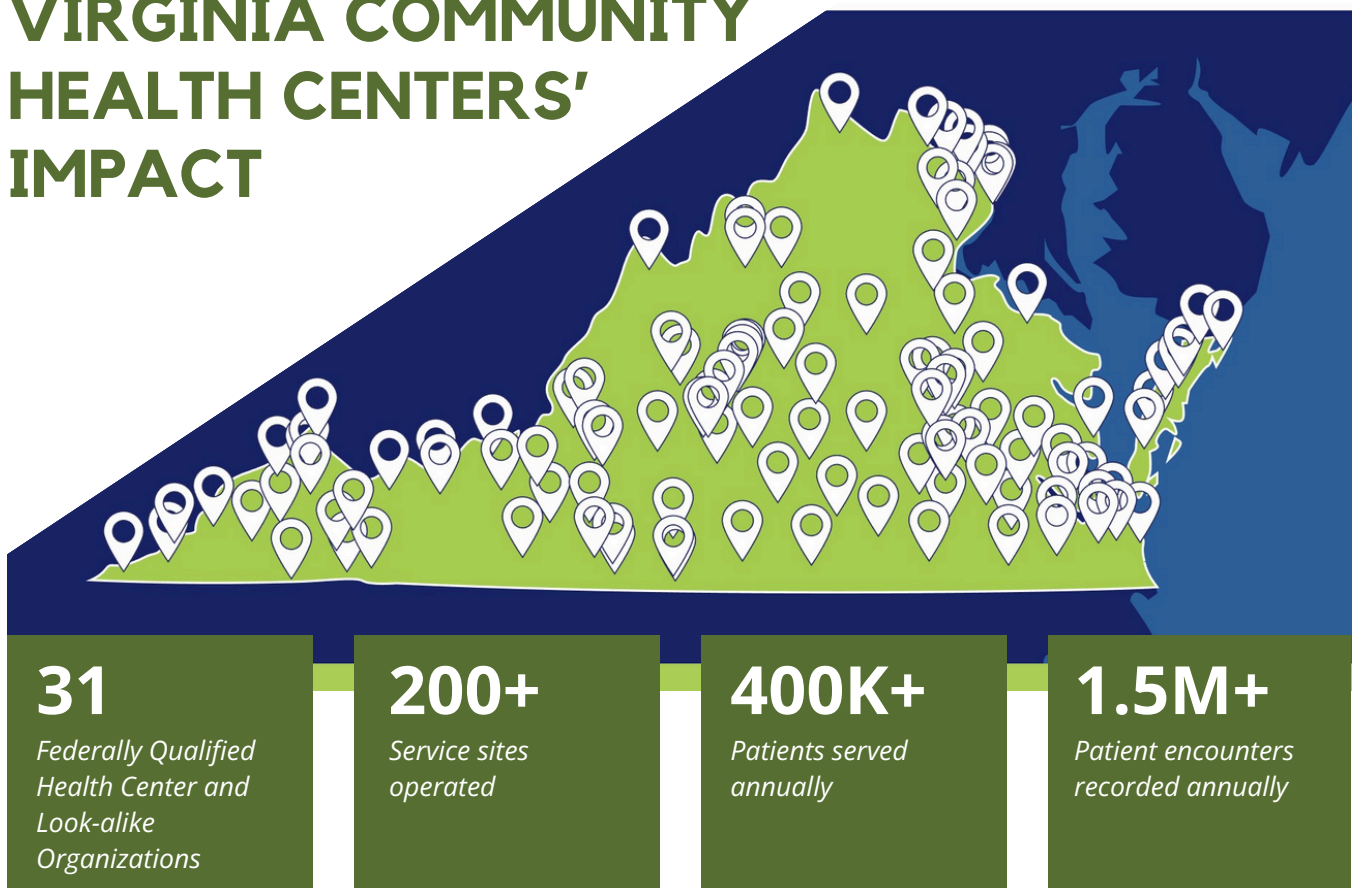 VIRGINIA COMMUNITY
HEALTH CENTERS’
IMPACT
31
Federally Qualified
Health Center and
Look-alike
Organizations
200+
Service sites
operated
400K+
Patients served
annually
1.5M+
Patient encounters
recorded annually